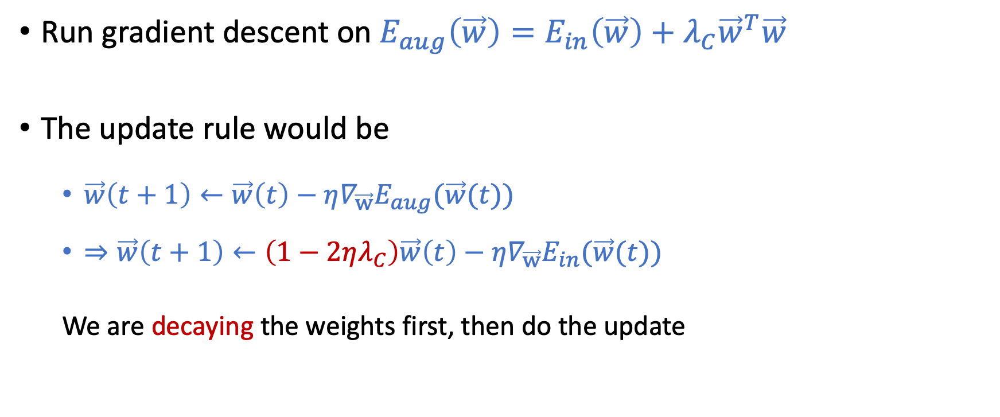 • Run gradient descent on $E_{aug}(\vec{w}) = E_{in}(\vec{w}) + \lambda_C \vec{w}^T \vec{w}$
• The update rule would be
• $\vec{w}(t + 1) \leftarrow \vec{w}(t) - \eta \nabla_{\vec{w}} E_{aug}(\vec{w}(t))$
• $\Rightarrow \vec{w}(t + 1) \leftarrow (1 - 2\eta\lambda_C)\vec{w}(t) - \eta \nabla_{\vec{w}} E_{in}(\vec{w}(t))$
We are decaying the weights first, then do the update